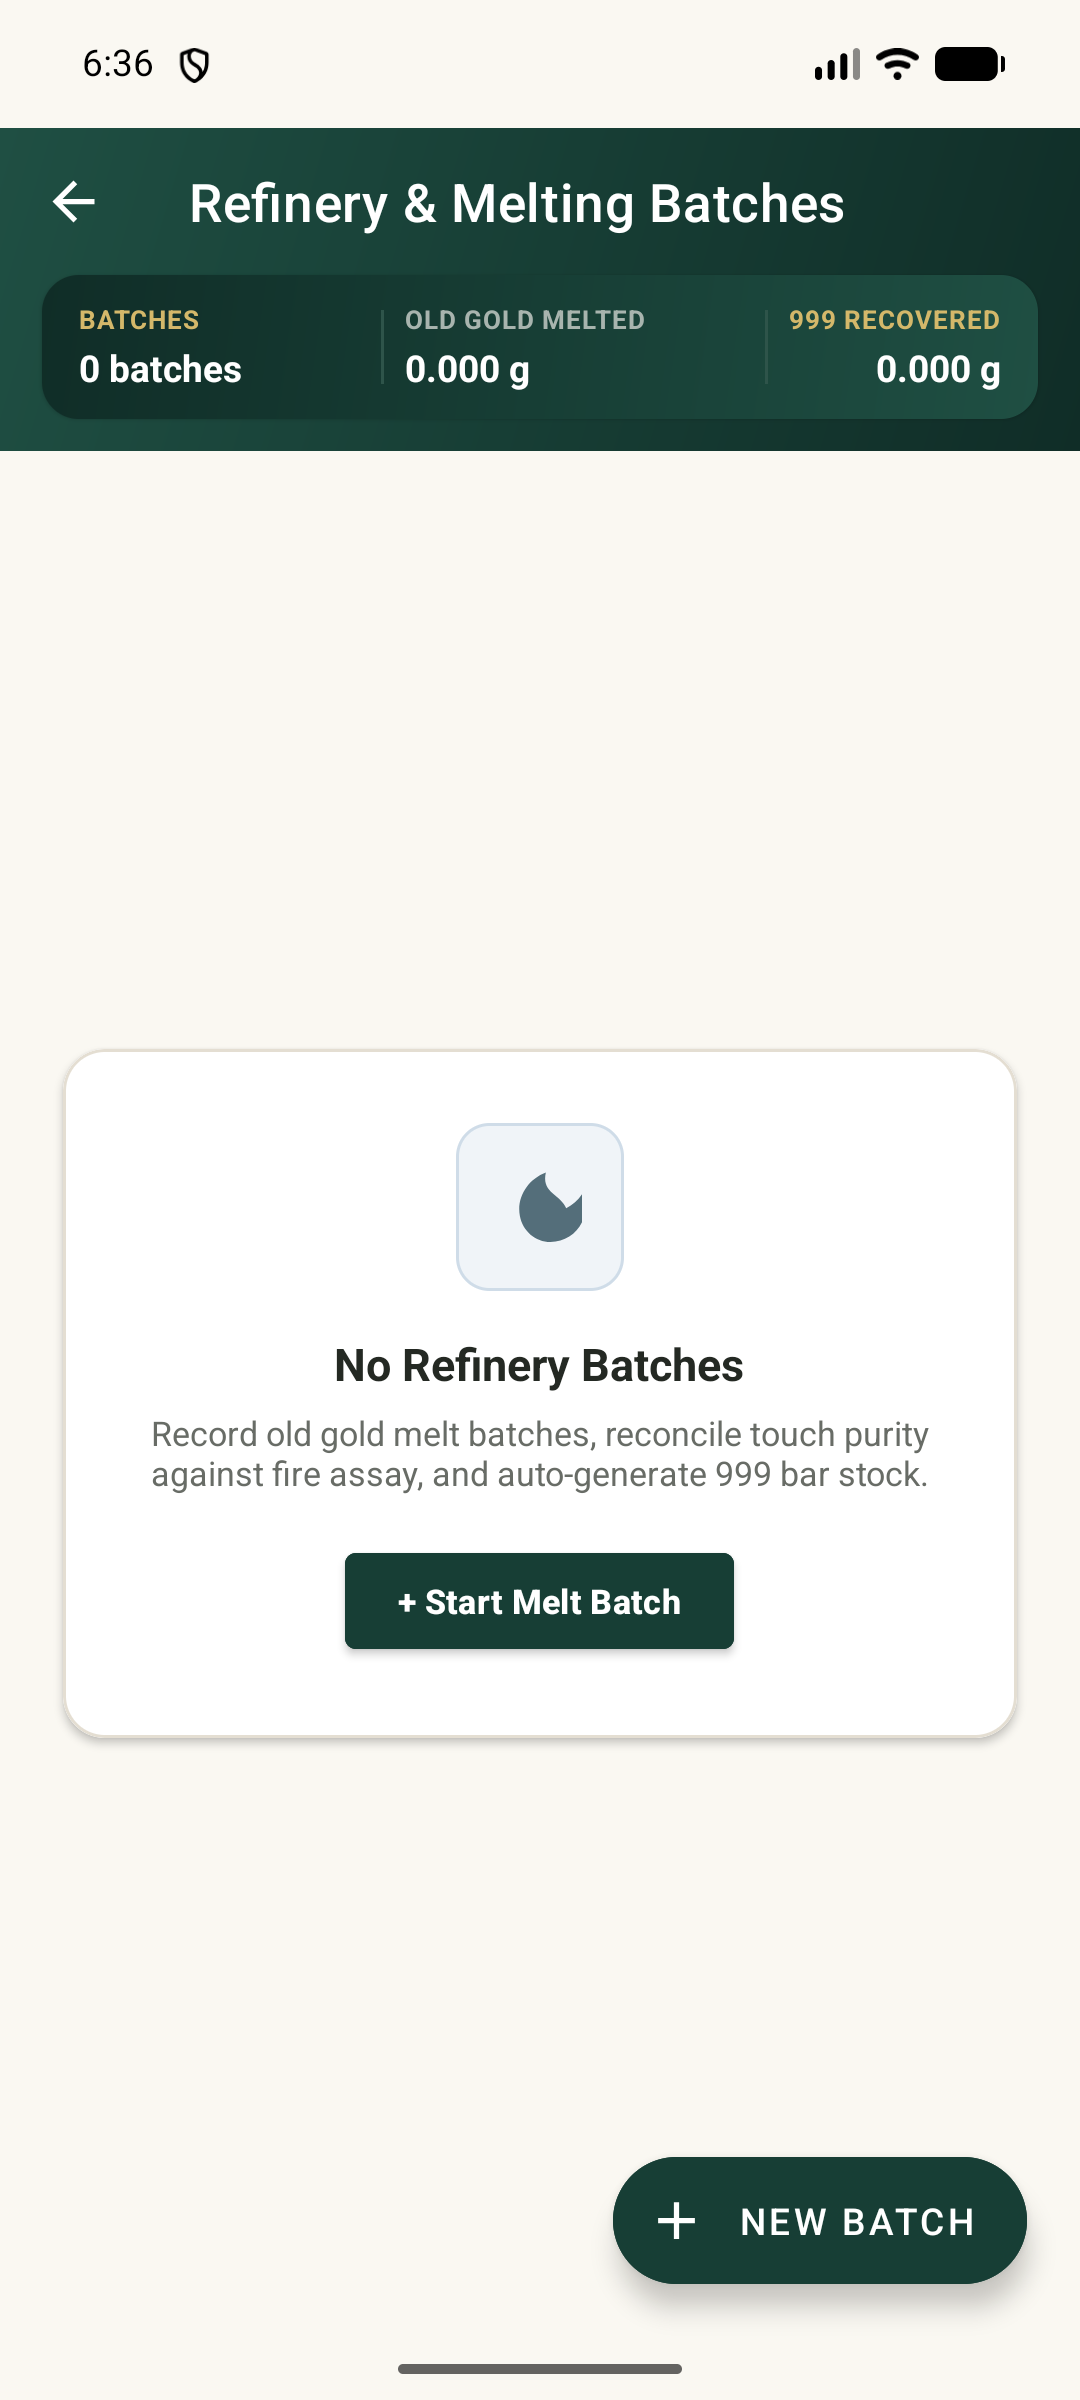 6:36
Refinery & Melting Batches
BATCHES
0 batches
OLD GOLD MELTED
0.000 g
999 RECOVERED
0.000 g
No Refinery Batches
Record old gold melt batches, reconcile touch purity
against fire assay, and auto-generate 999 bar stock.
+ Start Melt Batch
+ NEW BATCH